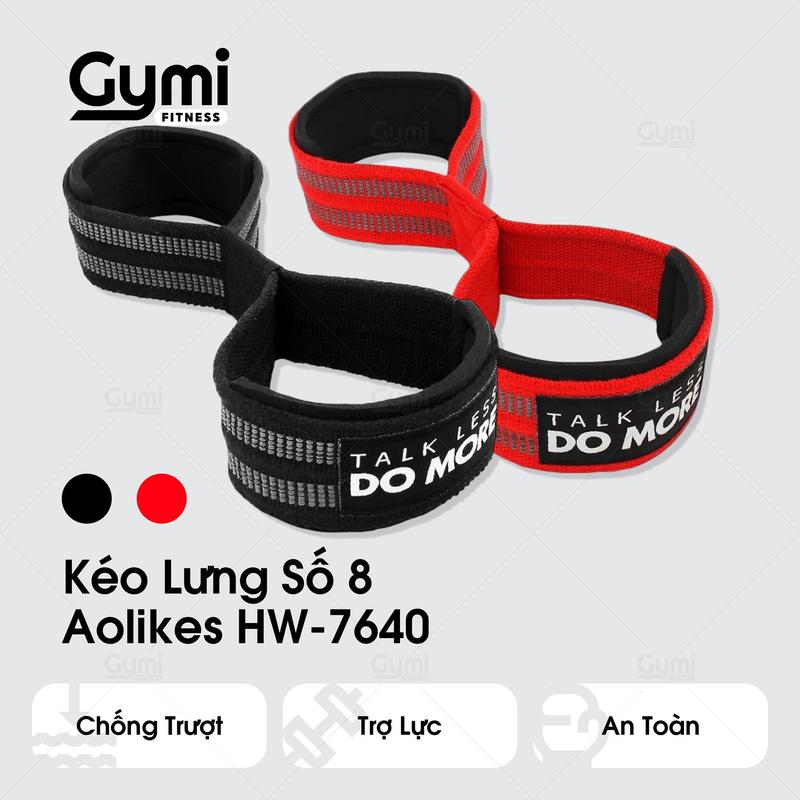 Gymi
FITNESS
TALK LESS
DO MORE
TALK LESS
DO MORE
Kéo Lưng Số 8
Aolikes HW-7640
Chống Trượt
Trợ Lực
An Toàn